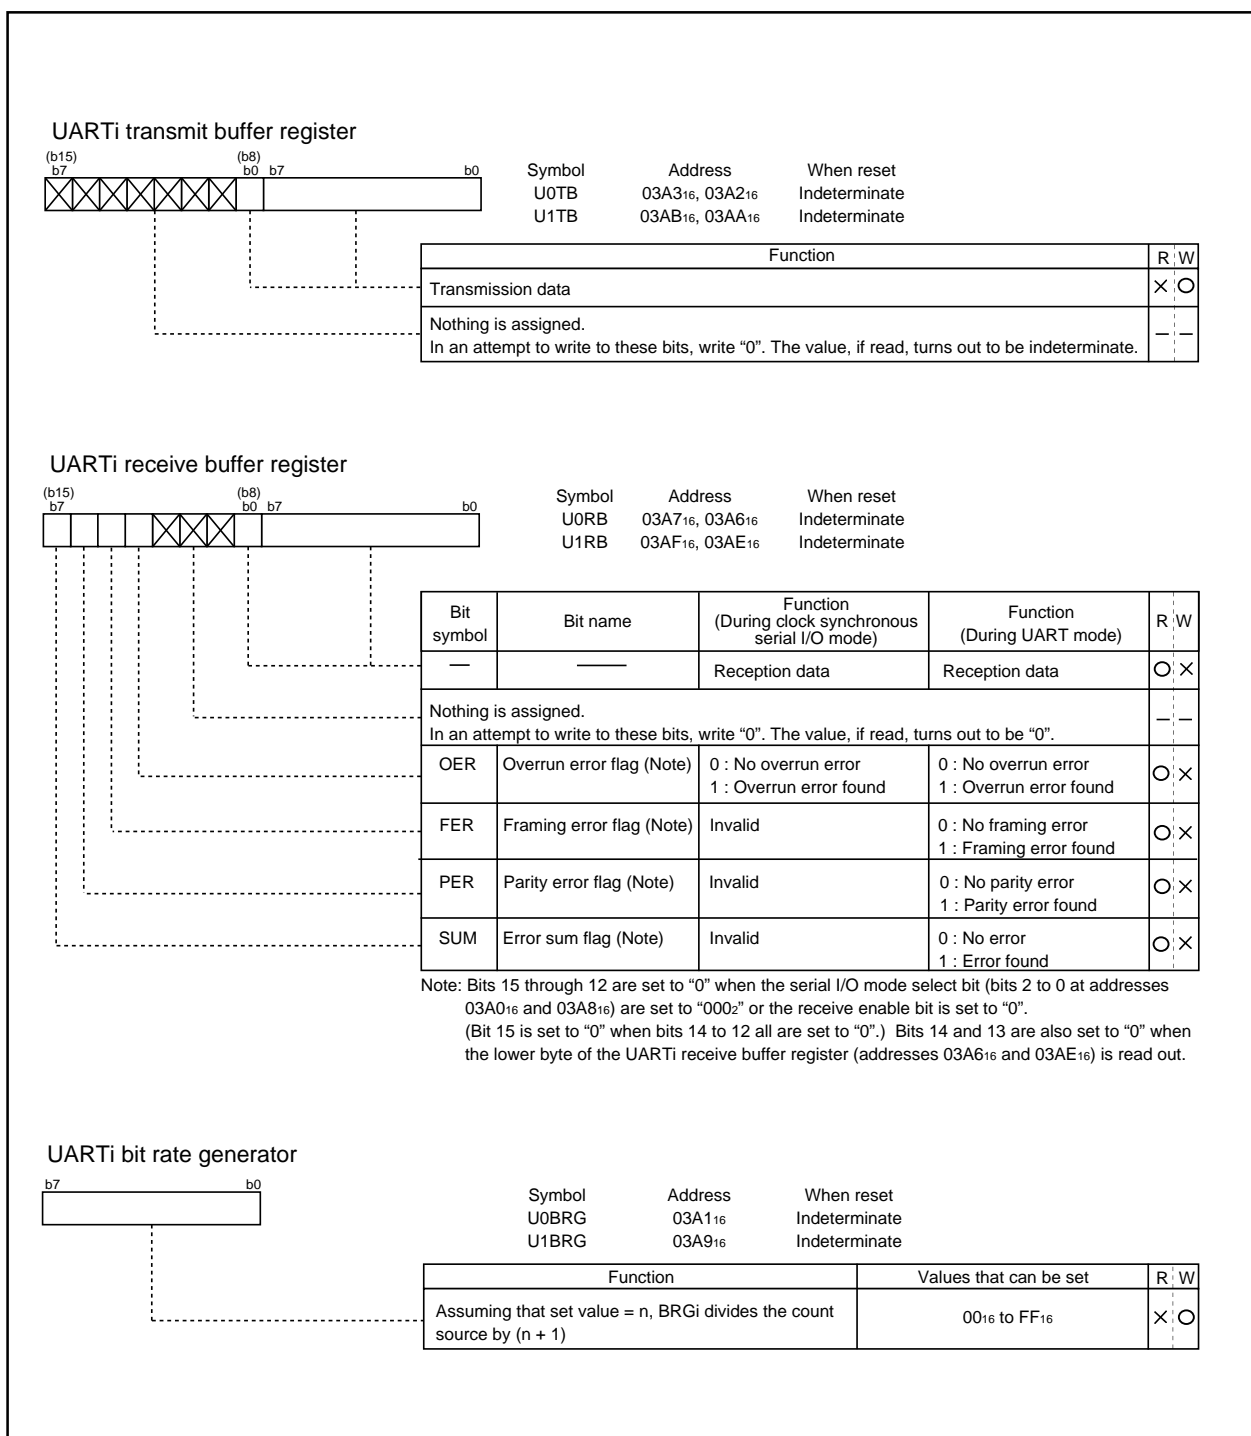 UARTi transmit buffer register
(b15) (b8)
b7 b0 b7 b0
Symbol Address When reset
U0TB 03A316, 03A216 Indeterminate
U1TB 03AB16, 03AA16 Indeterminate
Function R W
Transmission data × O
Nothing is assigned.
In an attempt to write to these bits, write “0”. The value, if read, turns out to be indeterminate. — —
UARTi receive buffer register
(b15) (b8)
b7 b0 b7 b0
Symbol Address When reset
U0RB 03A716, 03A616 Indeterminate
U1RB 03AF16, 03AE16 Indeterminate
Bit symbol Bit name Function (During clock synchronous serial I/O mode) Function (During UART mode) R W
— — Reception data Reception data O ×
Nothing is assigned.
In an attempt to write to these bits, write “0”. The value, if read, turns out to be “0”. — —
OER Overrun error flag (Note) 0 : No overrun error 0 : No overrun error O ×
1 : Overrun error found 1 : Overrun error found
FER Framing error flag (Note) Invalid 0 : No framing error O ×
1 : Framing error found
PER Parity error flag (Note) Invalid 0 : No parity error O ×
1 : Parity error found
SUM Error sum flag (Note) Invalid 0 : No error O ×
1 : Error found
Note: Bits 15 through 12 are set to “0” when the serial I/O mode select bit (bits 2 to 0 at addresses
03A016 and 03A816) are set to “0002” or the receive enable bit is set to “0”.
(Bit 15 is set to “0” when bits 14 to 12 all are set to “0”.) Bits 14 and 13 are also set to “0” when
the lower byte of the UARTi receive buffer register (addresses 03A616 and 03AE16) is read out.
UARTi bit rate generator
b7 b0
Symbol Address When reset
U0BRG 03A116 Indeterminate
U1BRG 03A916 Indeterminate
Function Values that can be set R W
Assuming that set value = n, BRGi divides the count 0016 to FF16 × O
source by (n + 1)